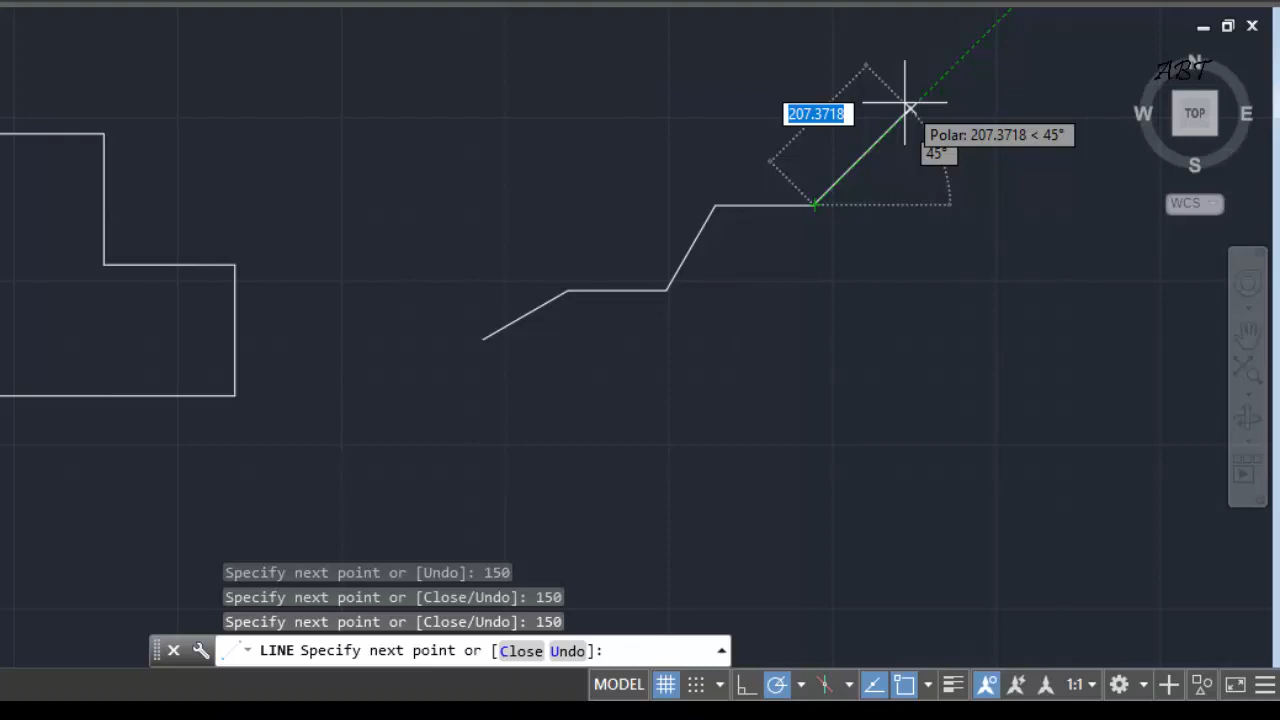 N
ABT
W
TOP
E
S
WCS
207.3718
Polar: 207.3718 < 45°
45°
Specify next point or [Undo]: 150
Specify next point or [Close/Undo]: 150
Specify next point or [Close/Undo]: 150
LINE Specify next point or [Close Undo]:
MODEL
1:1